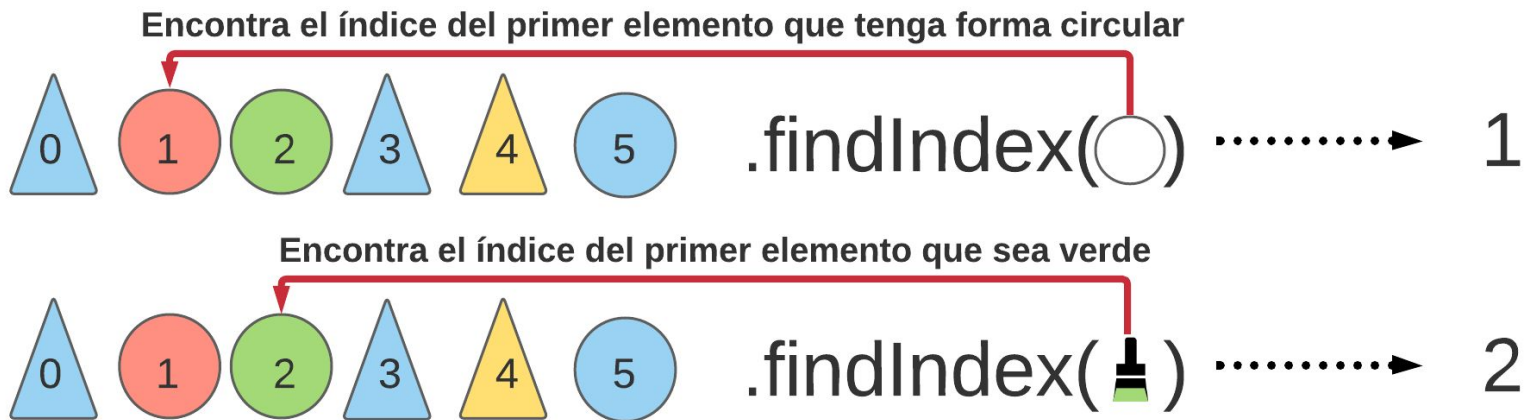 Encontra el índice del primer elemento que tenga forma circular
0 1 2 3 4 5 .findIndex( ) 1
Encontra el índice del primer elemento que sea verde
0 1 2 3 4 5 .findIndex( ) 2